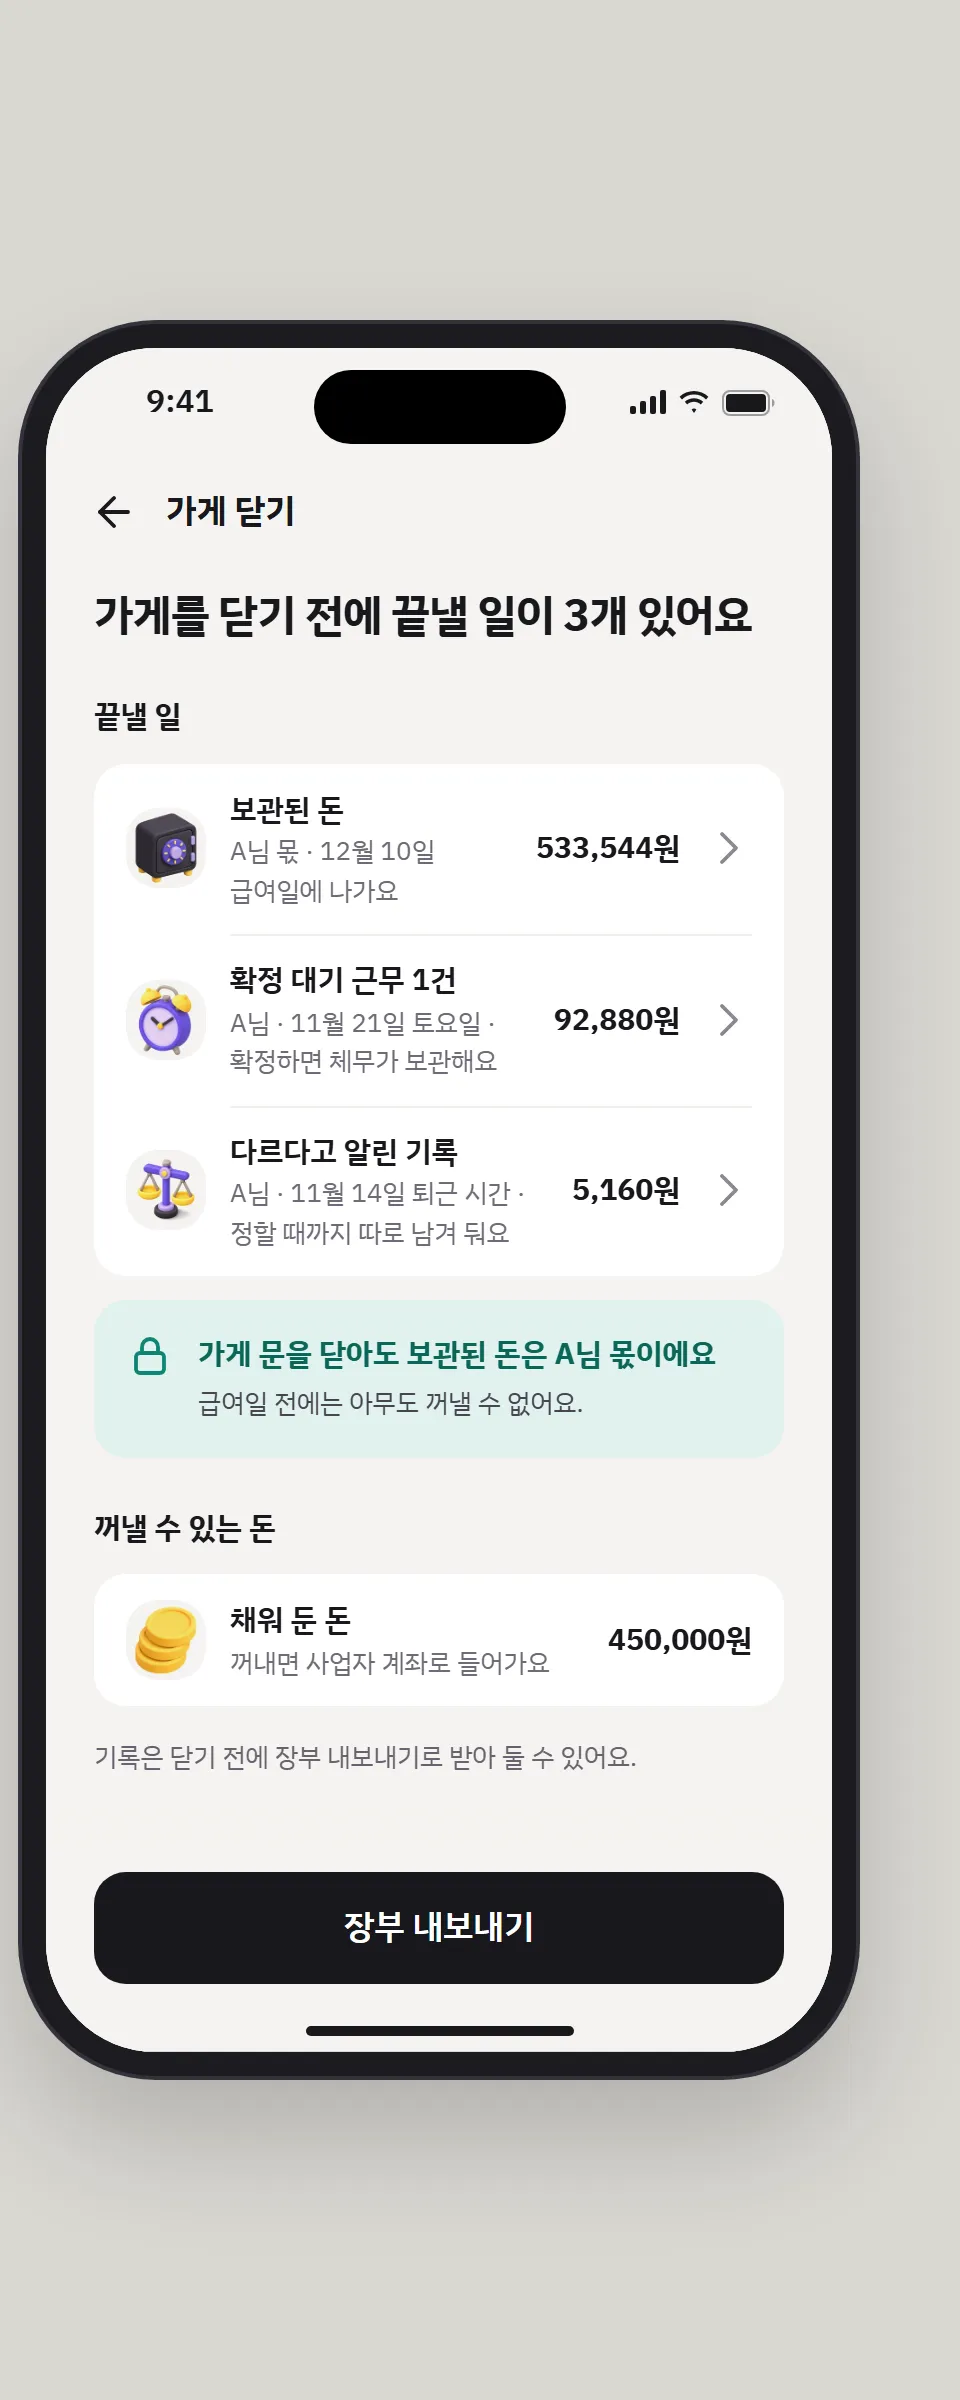 9:41
가게 닫기
가게를 닫기 전에 끝낼 일이 3개 있어요
끝낼 일
보관된 돈
A님 몫 · 12월 10일
급여일에 나가요
533,544원
확정 대기 근무 1건
A님 · 11월 21일 토요일 ·
확정하면 체무가 보관해요
92,880원
다르다고 알린 기록
A님 · 11월 14일 퇴근 시간 ·
정할 때까지 따로 남겨 둬요
5,160원
가게 문을 닫아도 보관된 돈은 A님 몫이에요
급여일 전에는 아무도 꺼낼 수 없어요.
꺼낼 수 있는 돈
채워 둔 돈
꺼내면 사업자 계좌로 들어가요
450,000원
기록은 닫기 전에 장부 내보내기로 받아 둘 수 있어요.
장부 내보내기